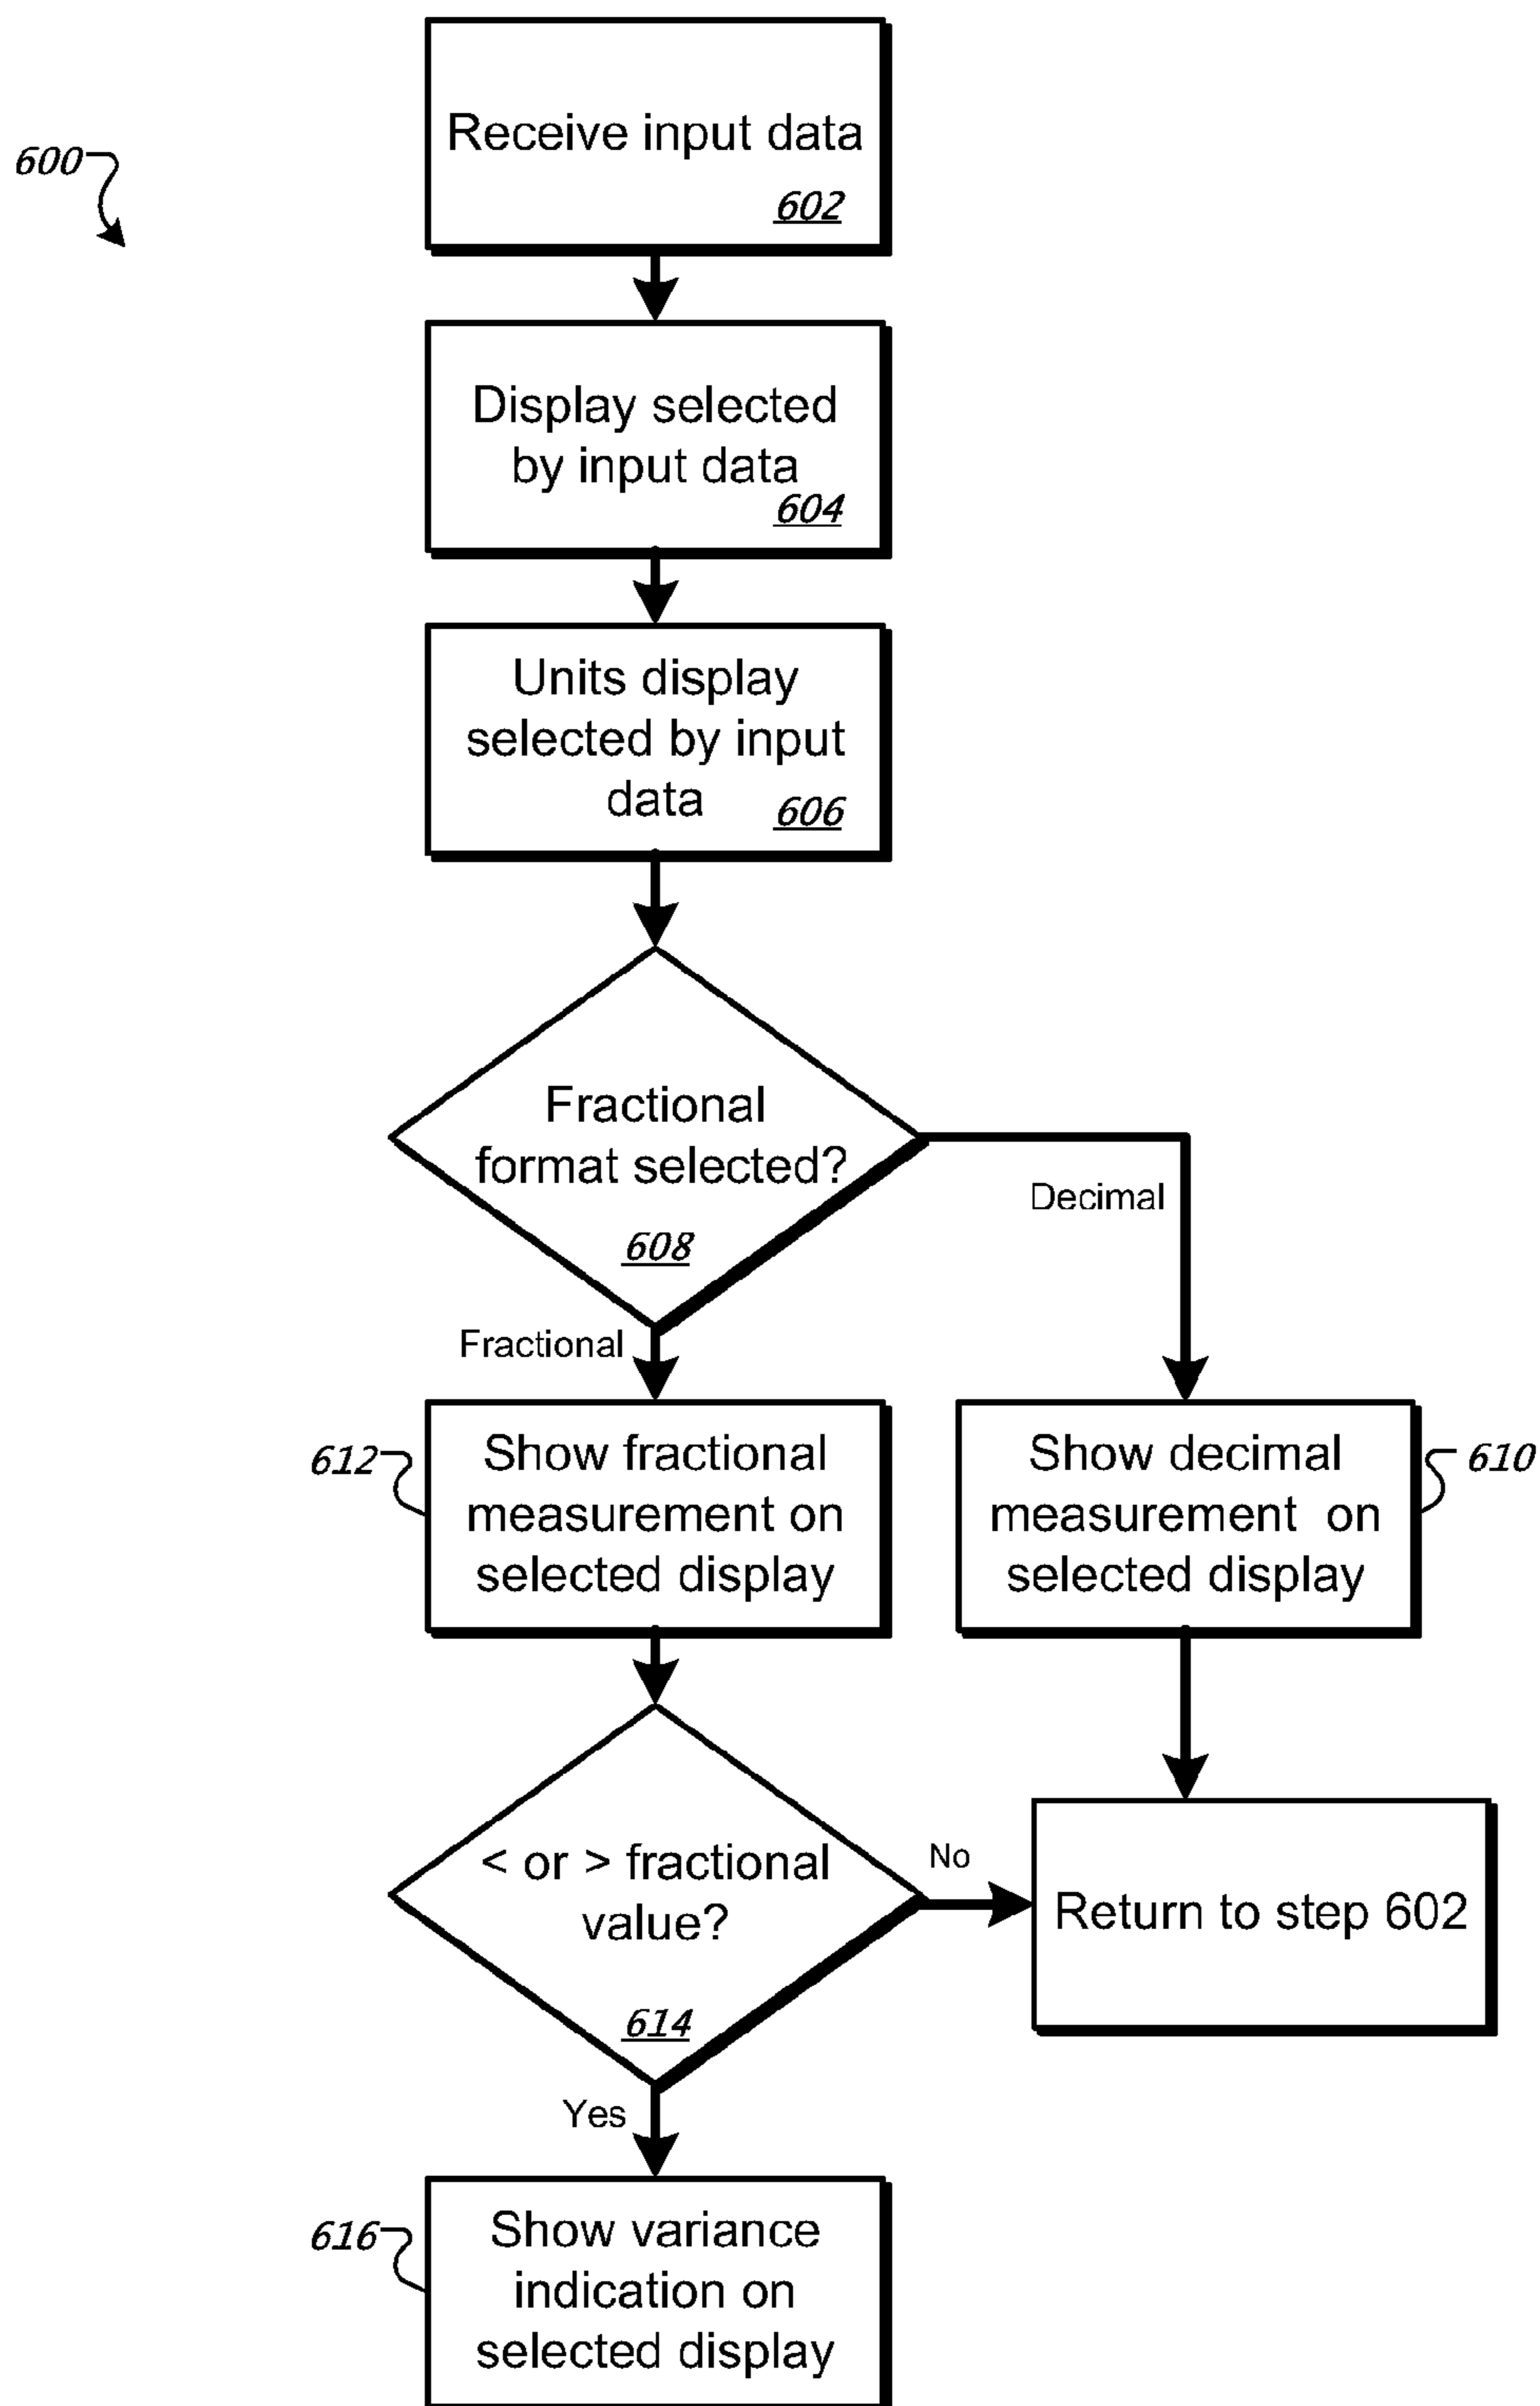 600
Receive input data
602
Display selected
by input data
604
Units display
selected by input
data
606
Fractional
format selected?
608
Decimal
Fractional
612
Show fractional
measurement on
selected display
Show decimal
measurement on
selected display
610
< or > fractional
value?
614
No
Return to step 602
Yes
616
Show variance
indication on
selected display